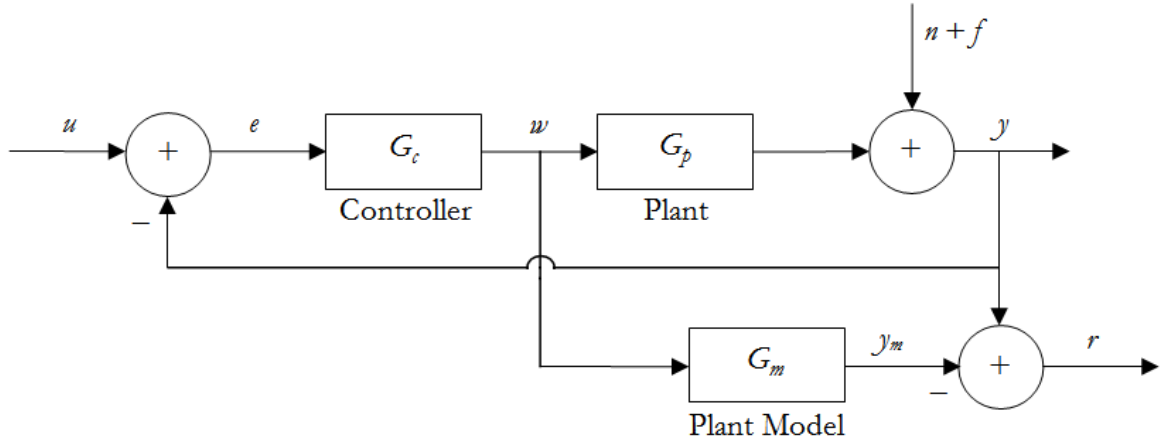 n + f
u
+
e
G_c
w
G_p
+
y
−
Controller
Plant
G_m
y_m
+
r
−
Plant Model